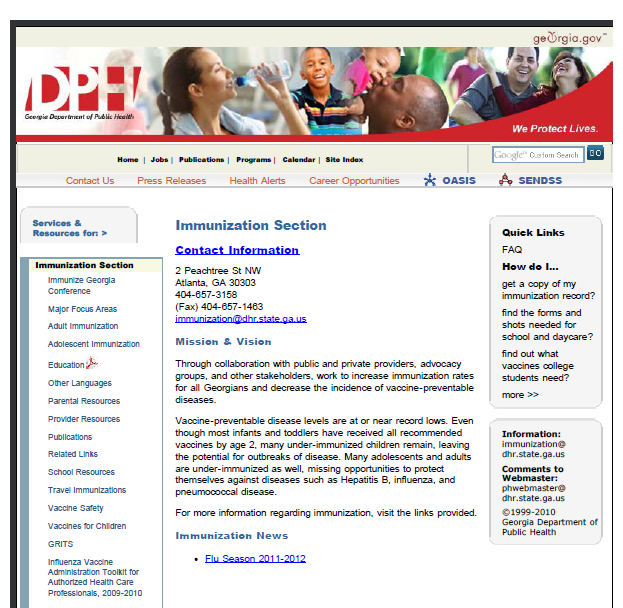 georgia.gov™
DPH
Georgia Department of Public Health
We Protect Lives.
Home | Jobs | Publications | Programs | Calendar | Site Index
Google™ Custom Search GO
Contact Us Press Releases Health Alerts Career Opportunities OASIS SENDSS
Services &
Resources for: >
Immunization Section
Immunize Georgia
Conference
Major Focus Areas
Adult Immunization
Adolescent Immunization
Education
Other Languages
Parental Resources
Provider Resources
Publications
Related Links
School Resources
Travel Immunizations
Vaccine Safety
Vaccines for Children
GRITS
Influenza Vaccine
Administration Toolkit for
Authorized Health Care
Professionals, 2009-2010
Immunization Section
Contact Information
2 Peachtree St NW
Atlanta, GA 30303
404-657-3158
(Fax) 404-657-1463
immunization@dhr.state.ga.us
Mission & Vision
Through collaboration with public and private providers, advocacy
groups, and other stakeholders, work to increase immunization rates
for all Georgians and decrease the incidence of vaccine-preventable
diseases.
Vaccine-preventable disease levels are at or near record lows. Even
though most infants and toddlers have received all recommended
vaccines by age 2, many under-immunized children remain, leaving
the potential for outbreaks of disease. Many adolescents and adults
are under-immunized as well, missing opportunities to protect
themselves against diseases such as Hepatitis B, influenza, and
pneumococcal disease.
For more information regarding immunization, visit the links provided.
Immunization News
• Flu Season 2011-2012
Quick Links
FAQ
How do I...
get a copy of my
immunization record?
find the forms and
shots needed for
school and daycare?
find out what
vaccines college
students need?
more >>
Information:
immunization@
dhr.state.ga.us
Comments to
Webmaster:
phwebmaster@
dhr.state.ga.us
©1999-2010
Georgia Department of
Public Health